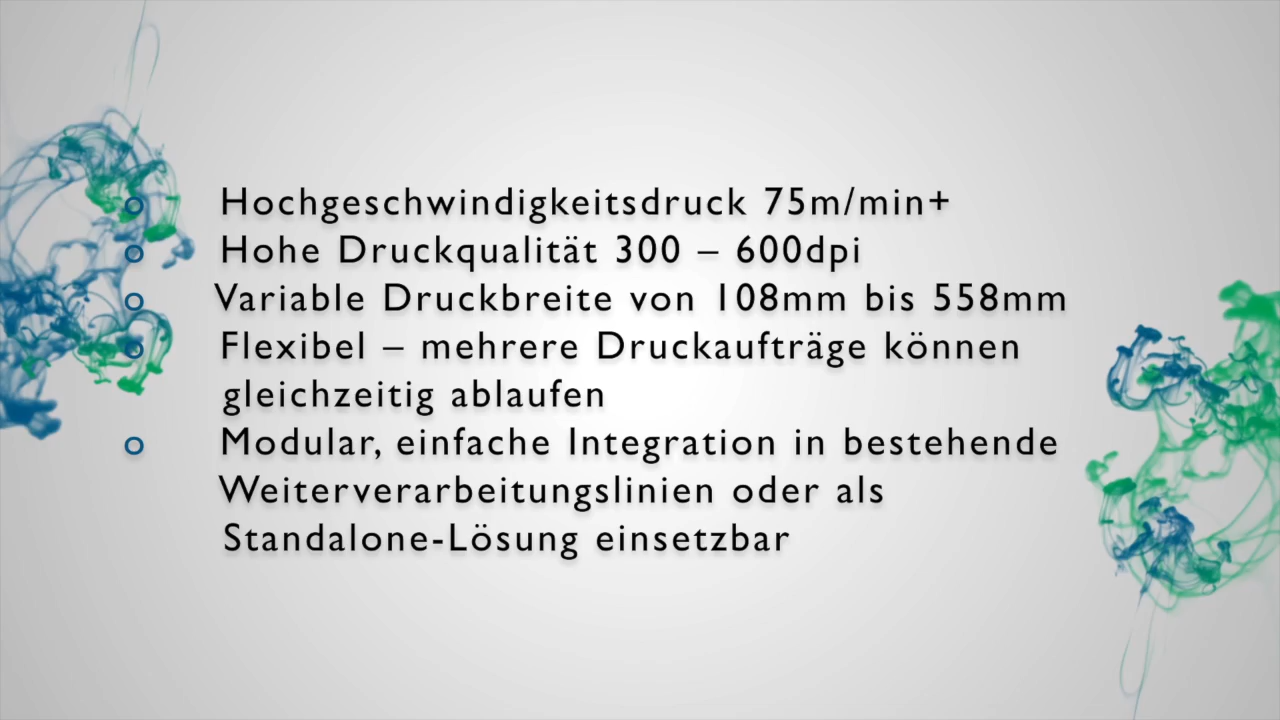 o Hochgeschwindigkeitsdruck 75m/min+
o Hohe Druckqualität 300 – 600dpi
o Variable Druckbreite von 108mm bis 558mm
o Flexibel – mehrere Druckaufträge können
gleichzeitig ablaufen
o Modular, einfache Integration in bestehende
Weiterverarbeitungslinien oder als
Standalone-Lösung einsetzbar